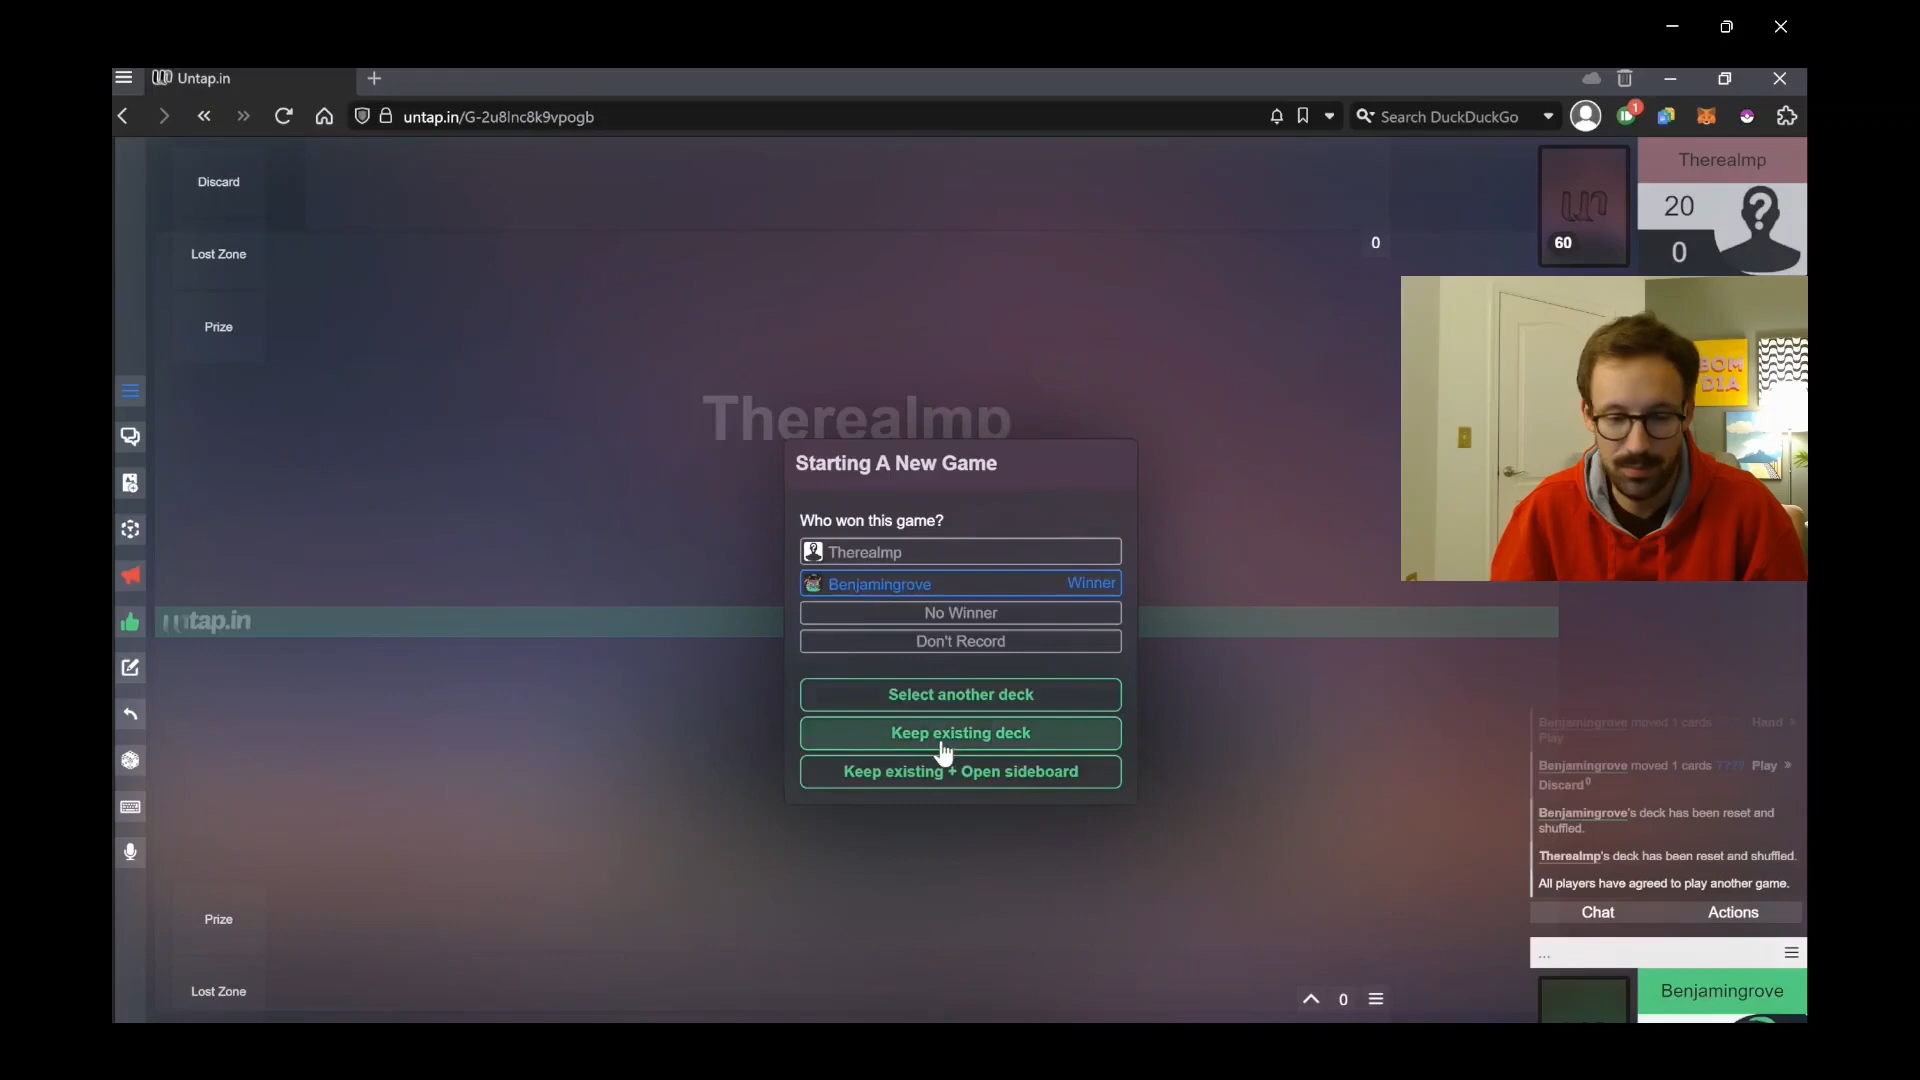 Untap.in
untap.in/G-2u8lnc8k9vpogb
Search DuckDuckGo
1
Discard
Lost Zone
Prize
0
60
Therealmp
20
0
BOM
DIA
Therealmp
Starting A New Game
Who won this game?
Therealmp
Benjamingrove Winner
No Winner
Don't Record
Select another deck
Keep existing deck
Keep existing + Open sideboard
untap.in
Benjamingrove moved 1 cards Hand »
Play
Benjamingrove moved 1 cards ???? Play »
Discard⁰
Benjamingrove's deck has been reset and
shuffled.
Therealmp's deck has been reset and shuffled.
All players have agreed to play another game.
Chat Actions
...
Prize
Lost Zone
0
Benjamingrove